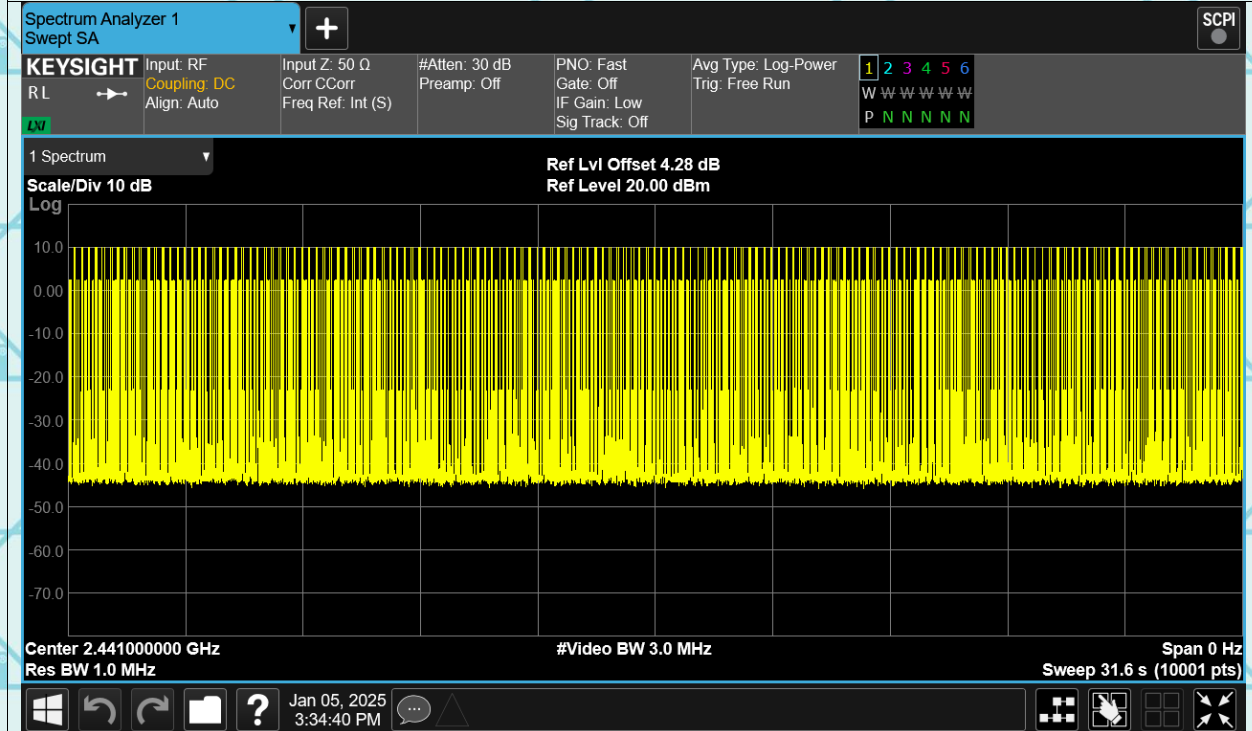 Spectrum Analyzer 1
Swept SA
SCPI
KEYSIGHT
R L
LXI
Input: RF
Coupling: DC
Align: Auto
Input Z: 50 Ω
Corr CCorr
Freq Ref: Int (S)
#Atten: 30 dB
Preamp: Off
PNO: Fast
Gate: Off
IF Gain: Low
Sig Track: Off
Avg Type: Log-Power
Trig: Free Run
1 2 3 4 5 6
W W W W W W
P N N N N N
1 Spectrum
Scale/Div 10 dB
Ref Lvl Offset 4.28 dB
Ref Level 20.00 dBm
Log
10.0
0.00
-10.0
-20.0
-30.0
-40.0
-50.0
-60.0
-70.0
Center 2.441000000 GHz
#Video BW 3.0 MHz
Span 0 Hz
Res BW 1.0 MHz
Sweep 31.6 s (10001 pts)
?
Jan 05, 2025
3:34:40 PM